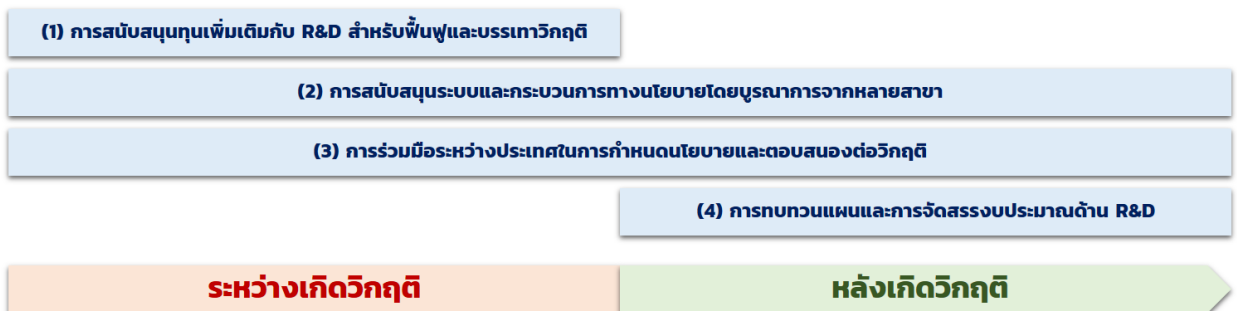 (1) การสนับสนุนทุนเพิ่มเติมกับ R&D สำหรับฟื้นฟูและบรรเทาวิกฤติ
(2) การสนับสนุนระบบและกระบวนการทางนโยบายโดยบูรณาการจากหลายสาขา
(3) การร่วมมือระหว่างประเทศในการกำหนดนโยบายและตอบสนองต่อวิกฤติ
(4) การทบทวนแผนและการจัดสรรงบประมาณด้าน R&D
ระหว่างเกิดวิกฤติ
หลังเกิดวิกฤติ